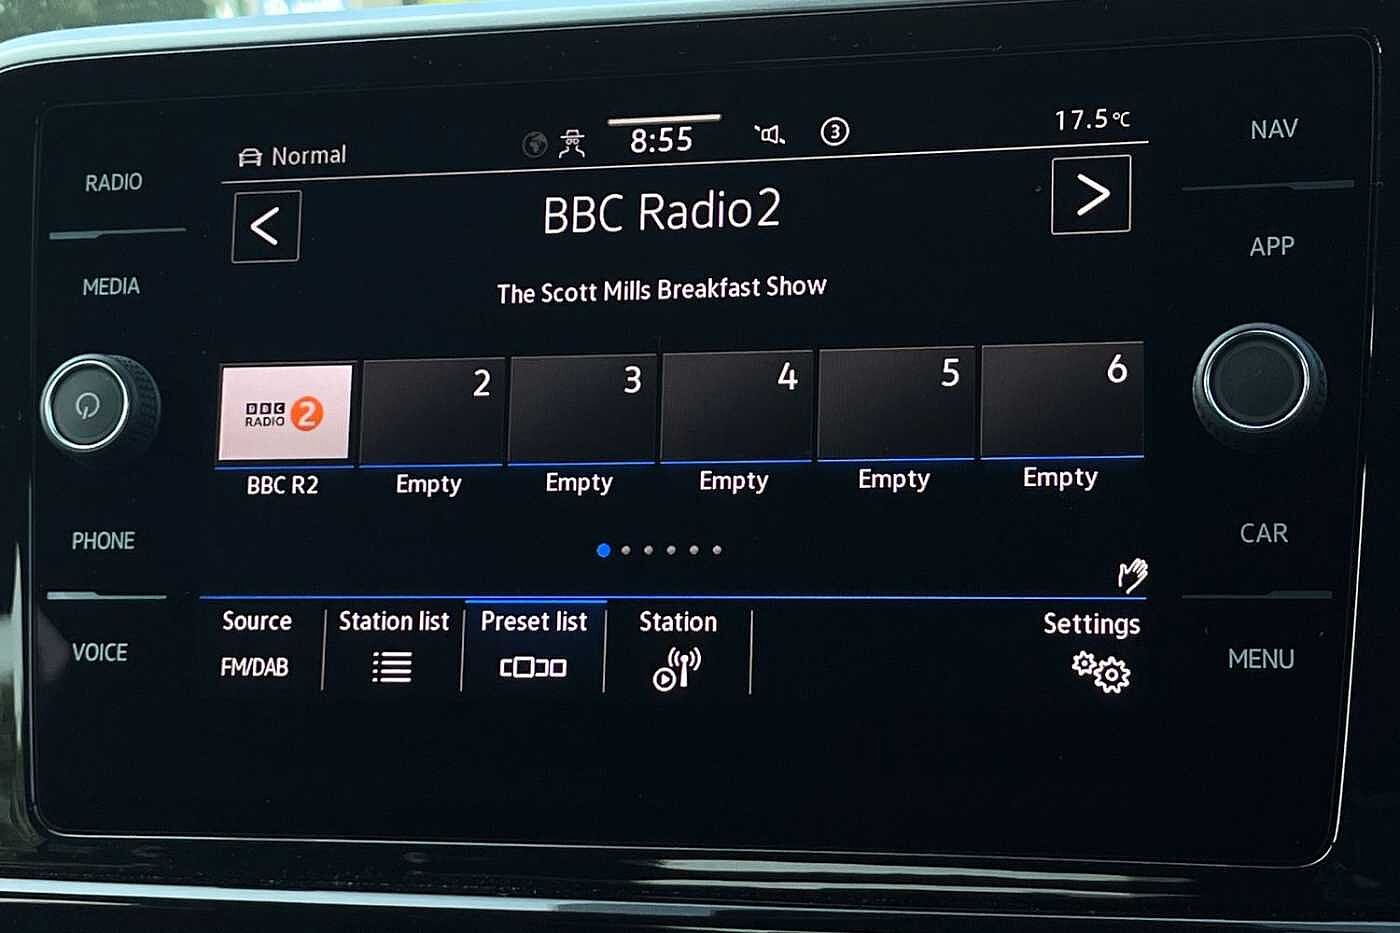 Normal
8:55
3
17.5°C
RADIO
MEDIA
PHONE
VOICE
BBC Radio2
The Scott Mills Breakfast Show
BBC
RADIO 2
2
3
4
5
6
BBC R2
Empty
Empty
Empty
Empty
Empty
Source
Station list
Preset list
Station
Settings
FM/DAB
NAV
APP
CAR
MENU